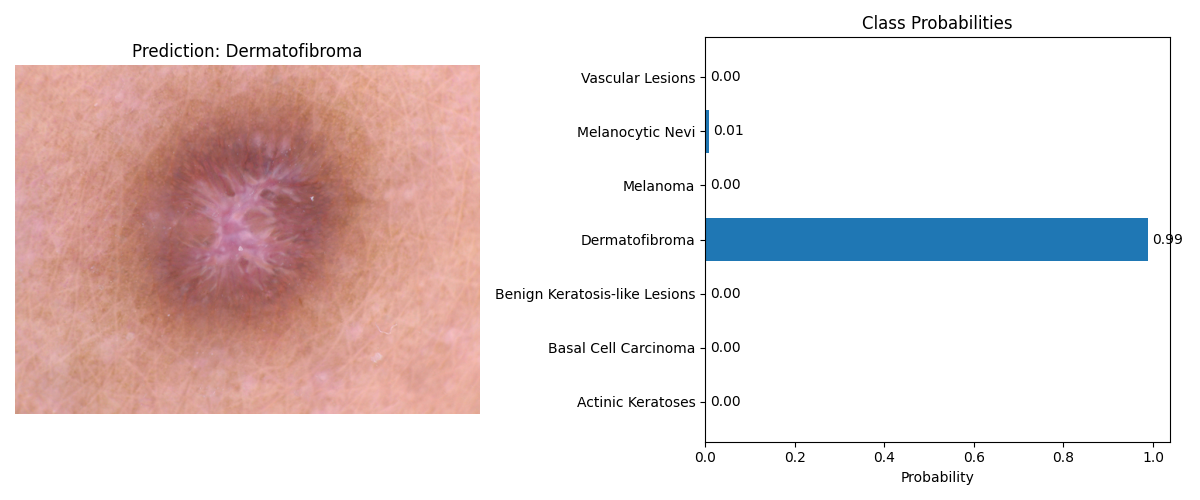 Prediction: Dermatofibroma
Class Probabilities
Vascular Lesions
0.00
Melanocytic Nevi
0.01
Melanoma
0.00
Dermatofibroma
0.99
Benign Keratosis-like Lesions
0.00
Basal Cell Carcinoma
0.00
Actinic Keratoses
0.00
0.0 0.2 0.4 0.6 0.8 1.0
Probability